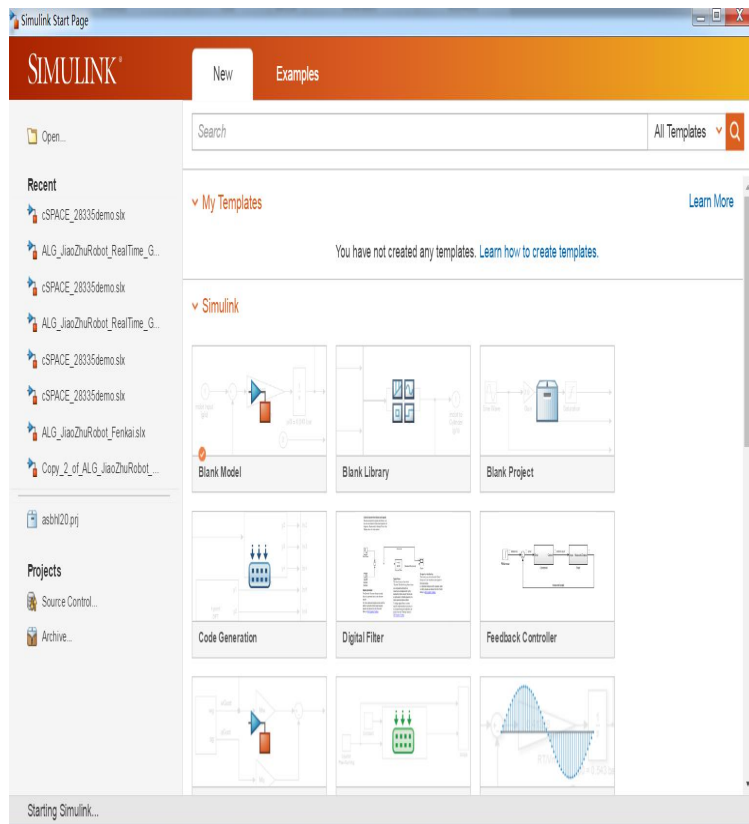 Simulink Start Page
SIMULINK®
New
Examples
Open...
Search
All Templates
Recent
cSPACE_28335demo.slx
ALG_JiaoZhuRobot_RealTime_G...
cSPACE_28335demo.slx
ALG_JiaoZhuRobot_RealTime_G...
cSPACE_28335demo.slx
cSPACE_28335demo.slx
ALG_JiaoZhuRobot_Fenkai.slx
Copy_2_of_ALG_JiaoZhuRobot_...
asbhl20.prj
Projects
Source Control...
Archive...
My Templates
Learn More
You have not created any templates. Learn how to create templates.
Simulink
Blank Model
Blank Library
Blank Project
Code Generation
Digital Filter
Feedback Controller
Starting Simulink...